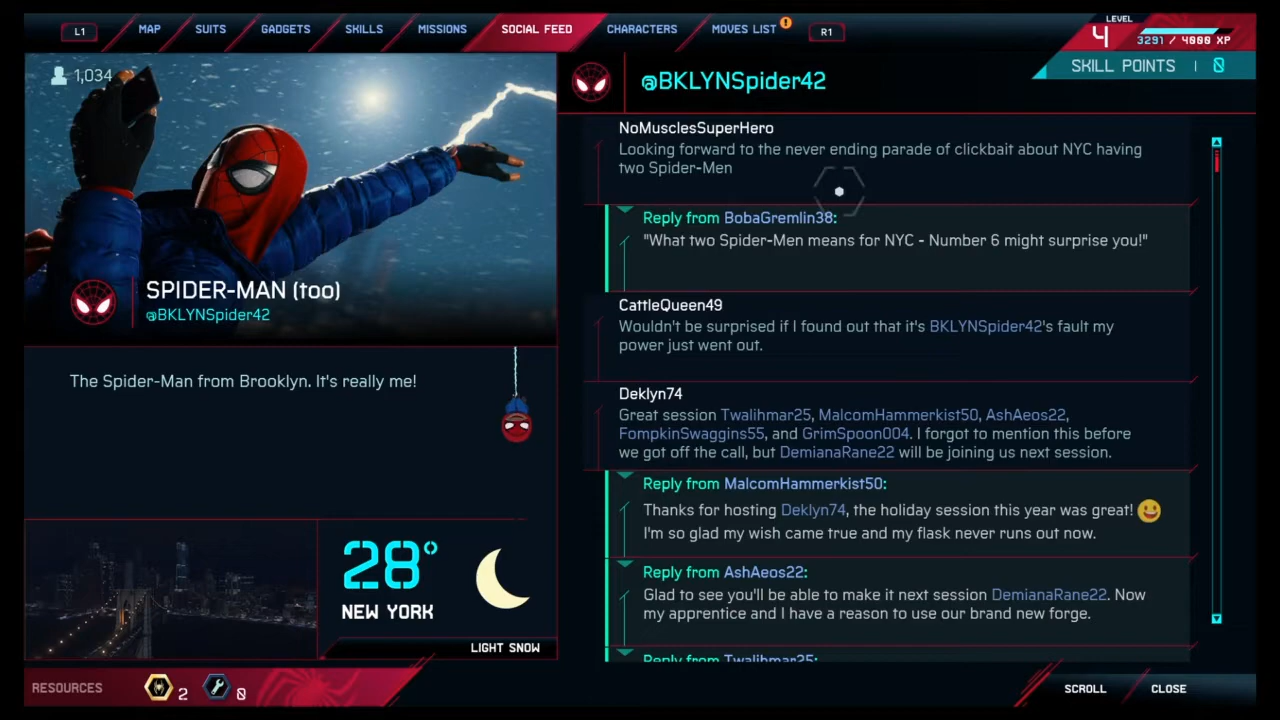 L1
MAP
SUITS
GADGETS
SKILLS
MISSIONS
SOCIAL FEED
CHARACTERS
MOVES LIST
R1
LEVEL
4
3291 / 4000 XP
SKILL POINTS | 0
1,034
SPIDER-MAN (too)
@BKLYNSpider42
The Spider-Man from Brooklyn. It's really me!
28°
NEW YORK
LIGHT SNOW
@BKLYNSpider42
NoMusclesSuperHero
Looking forward to the never ending parade of clickbait about NYC having
two Spider-Men
Reply from BobaGremlin38:
"What two Spider-Men means for NYC - Number 6 might surprise you!"
CattleQueen49
Wouldn't be surprised if I found out that it's BKLYNSpider42's fault my
power just went out.
Deklyn74
Great session Twalihmar25, MalcomHammerkist50, AshAeos22,
FompkinSwaggins55, and GrimSpoon004. I forgot to mention this before
we got off the call, but DemianaRane22 will be joining us next session.
Reply from MalcomHammerkist50:
Thanks for hosting Deklyn74, the holiday session this year was great! 😀
I'm so glad my wish came true and my flask never runs out now.
Reply from AshAeos22:
Glad to see you'll be able to make it next session DemianaRane22. Now
my apprentice and I have a reason to use our brand new forge.
Reply from Twalihmar25:
RESOURCES
2
0
SCROLL
CLOSE